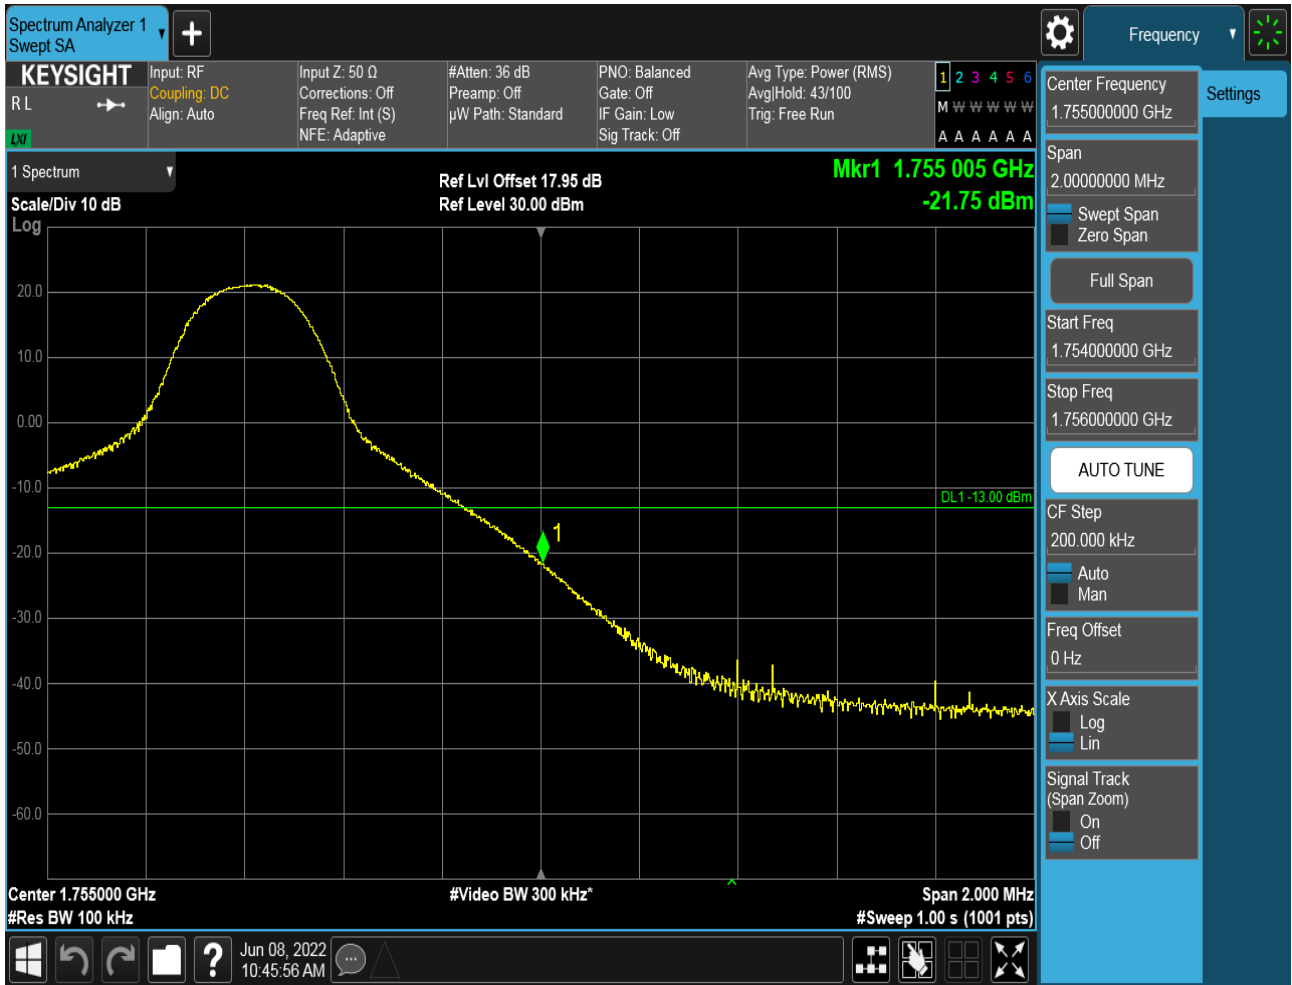 Spectrum Analyzer 1
Swept SA
Frequency
KEYSIGHT
R L
LXI
Input: RF
Coupling: DC
Align: Auto
Input Z: 50 Ω
Corrections: Off
Freq Ref: Int (S)
NFE: Adaptive
#Atten: 36 dB
Preamp: Off
µW Path: Standard
PNO: Balanced
Gate: Off
IF Gain: Low
Sig Track: Off
Avg Type: Power (RMS)
Avg|Hold: 43/100
Trig: Free Run
1 2 3 4 5 6
M W W W W W
A A A A A A
1 Spectrum
Scale/Div 10 dB
Log
Ref Lvl Offset 17.95 dB
Ref Level 30.00 dBm
Mkr1 1.755 005 GHz
-21.75 dBm
20.0
10.0
0.00
-10.0
-20.0
-30.0
-40.0
-50.0
-60.0
DL1 -13.00 dBm
1
Center 1.755000 GHz
#Res BW 100 kHz
#Video BW 300 kHz*
Span 2.000 MHz
#Sweep 1.00 s (1001 pts)
Jun 08, 2022
10:45:56 AM
Center Frequency
1.755000000 GHz
Span
2.00000000 MHz
Swept Span
Zero Span
Full Span
Start Freq
1.754000000 GHz
Stop Freq
1.756000000 GHz
AUTO TUNE
CF Step
200.000 kHz
Auto
Man
Freq Offset
0 Hz
X Axis Scale
Log
Lin
Signal Track
(Span Zoom)
On
Off
Settings